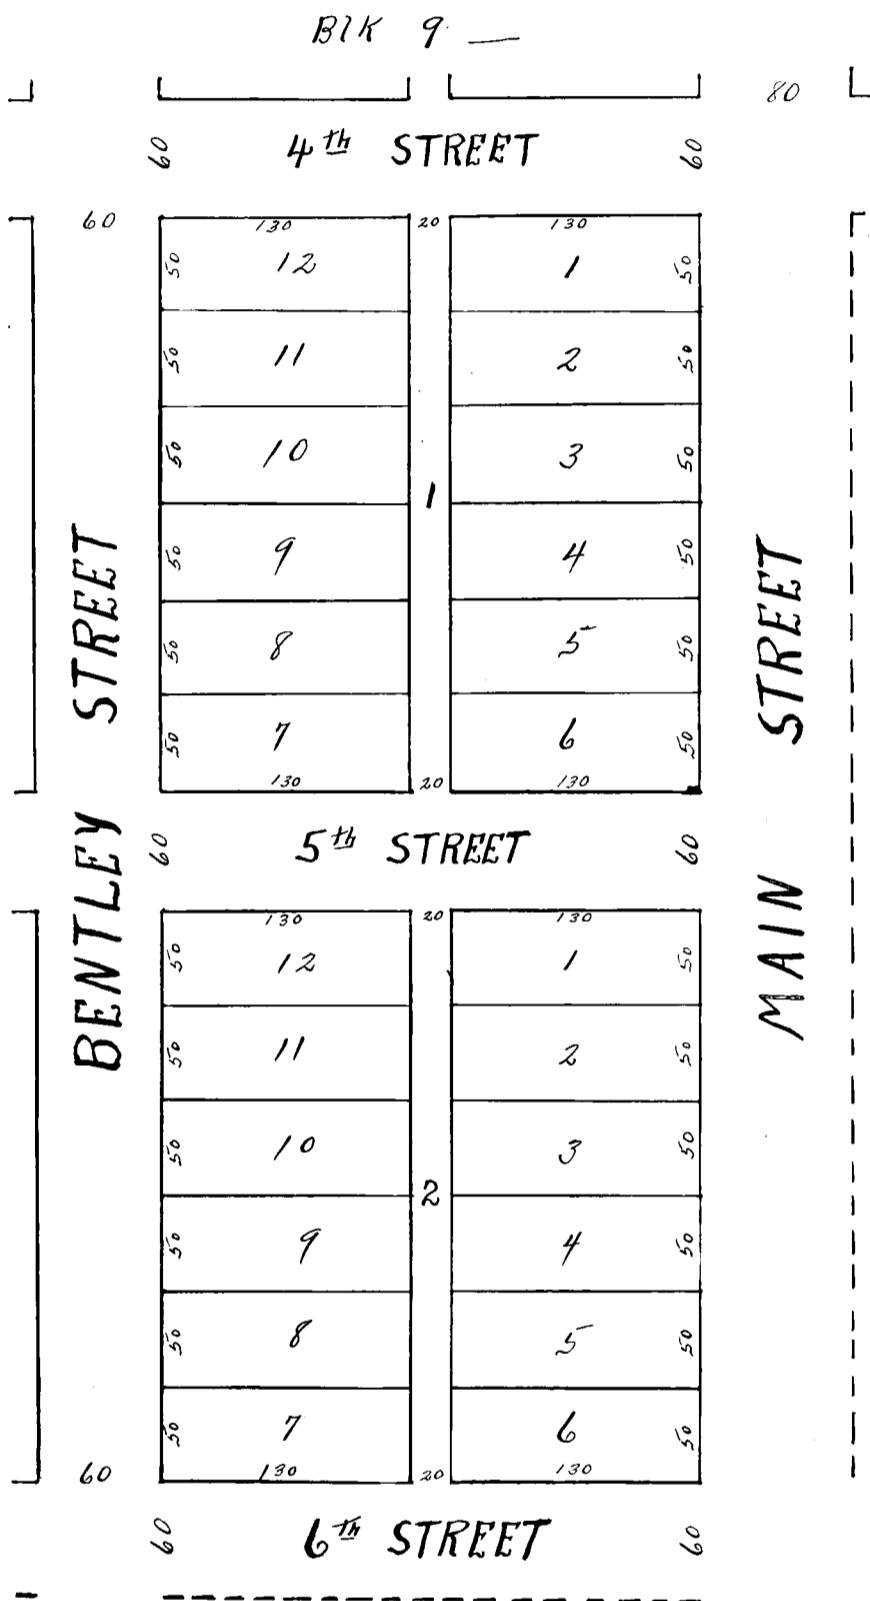 BlK 9 —
80
60 4th STREET 60
60 130 20 130
50 12 1 50
50 11 2 50
50 10 3 50
1
50 9 4 50
50 8 5 50
50 7 6 50
130 20 130
BENTLEY STREET
MAIN STREET
60 5th STREET 60
130 20 130
50 12 1 50
50 11 2 50
50 10 3 50
2
50 9 4 50
50 8 5 50
50 7 6 50
60 130 20 130
60 6th STREET 60